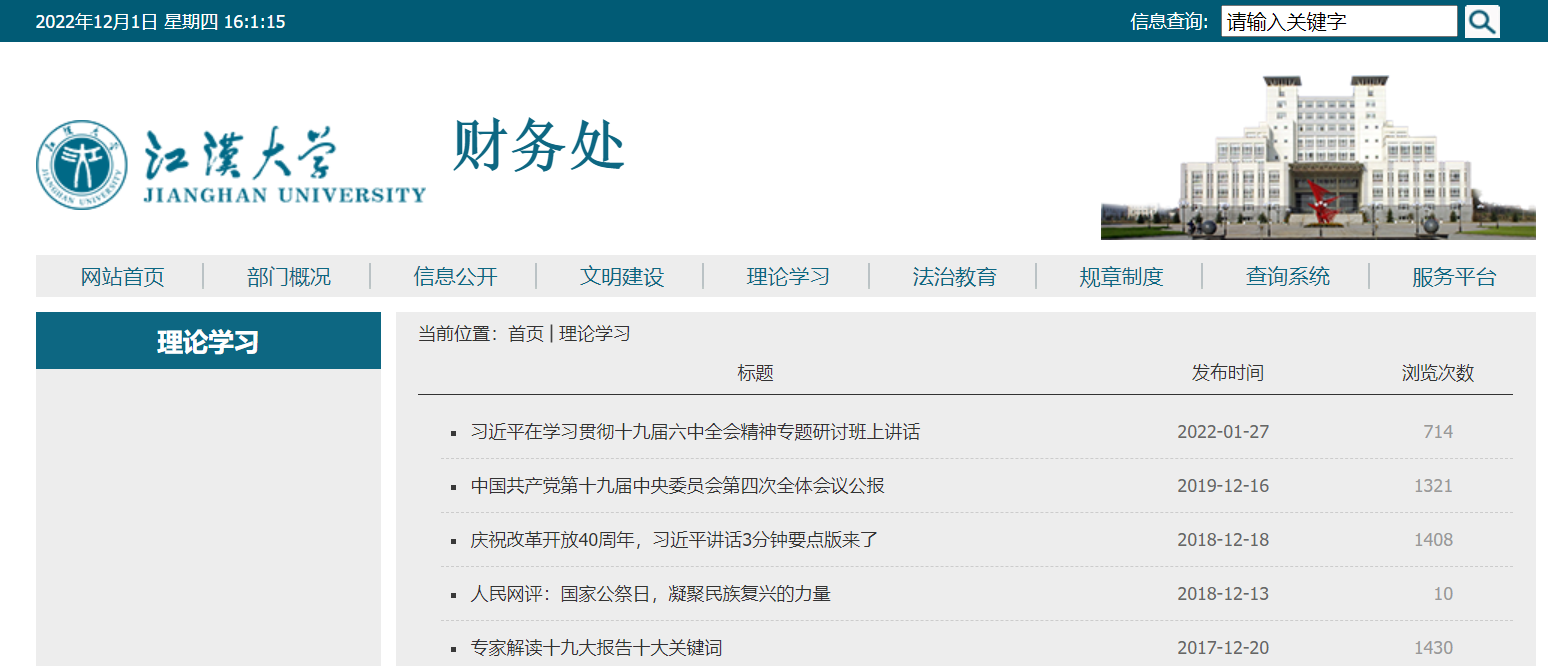 2022年12月1日 星期四 16:1:15 信息查询: 请输入关键字
江漢大学 财务处
JIANGHAN UNIVERSITY
网站首页 部门概况 信息公开 文明建设 理论学习 法治教育 规章制度 查询系统 服务平台
理论学习
当前位置：首页 | 理论学习
标题 发布时间 浏览次数
习近平在学习贯彻十九届六中全会精神专题研讨班上讲话 2022-01-27 714
中国共产党第十九届中央委员会第四次全体会议公报 2019-12-16 1321
庆祝改革开放40周年，习近平讲话3分钟要点版来了 2018-12-18 1408
人民网评：国家公祭日，凝聚民族复兴的力量 2018-12-13 10
专家解读十九大报告十大关键词 2017-12-20 1430